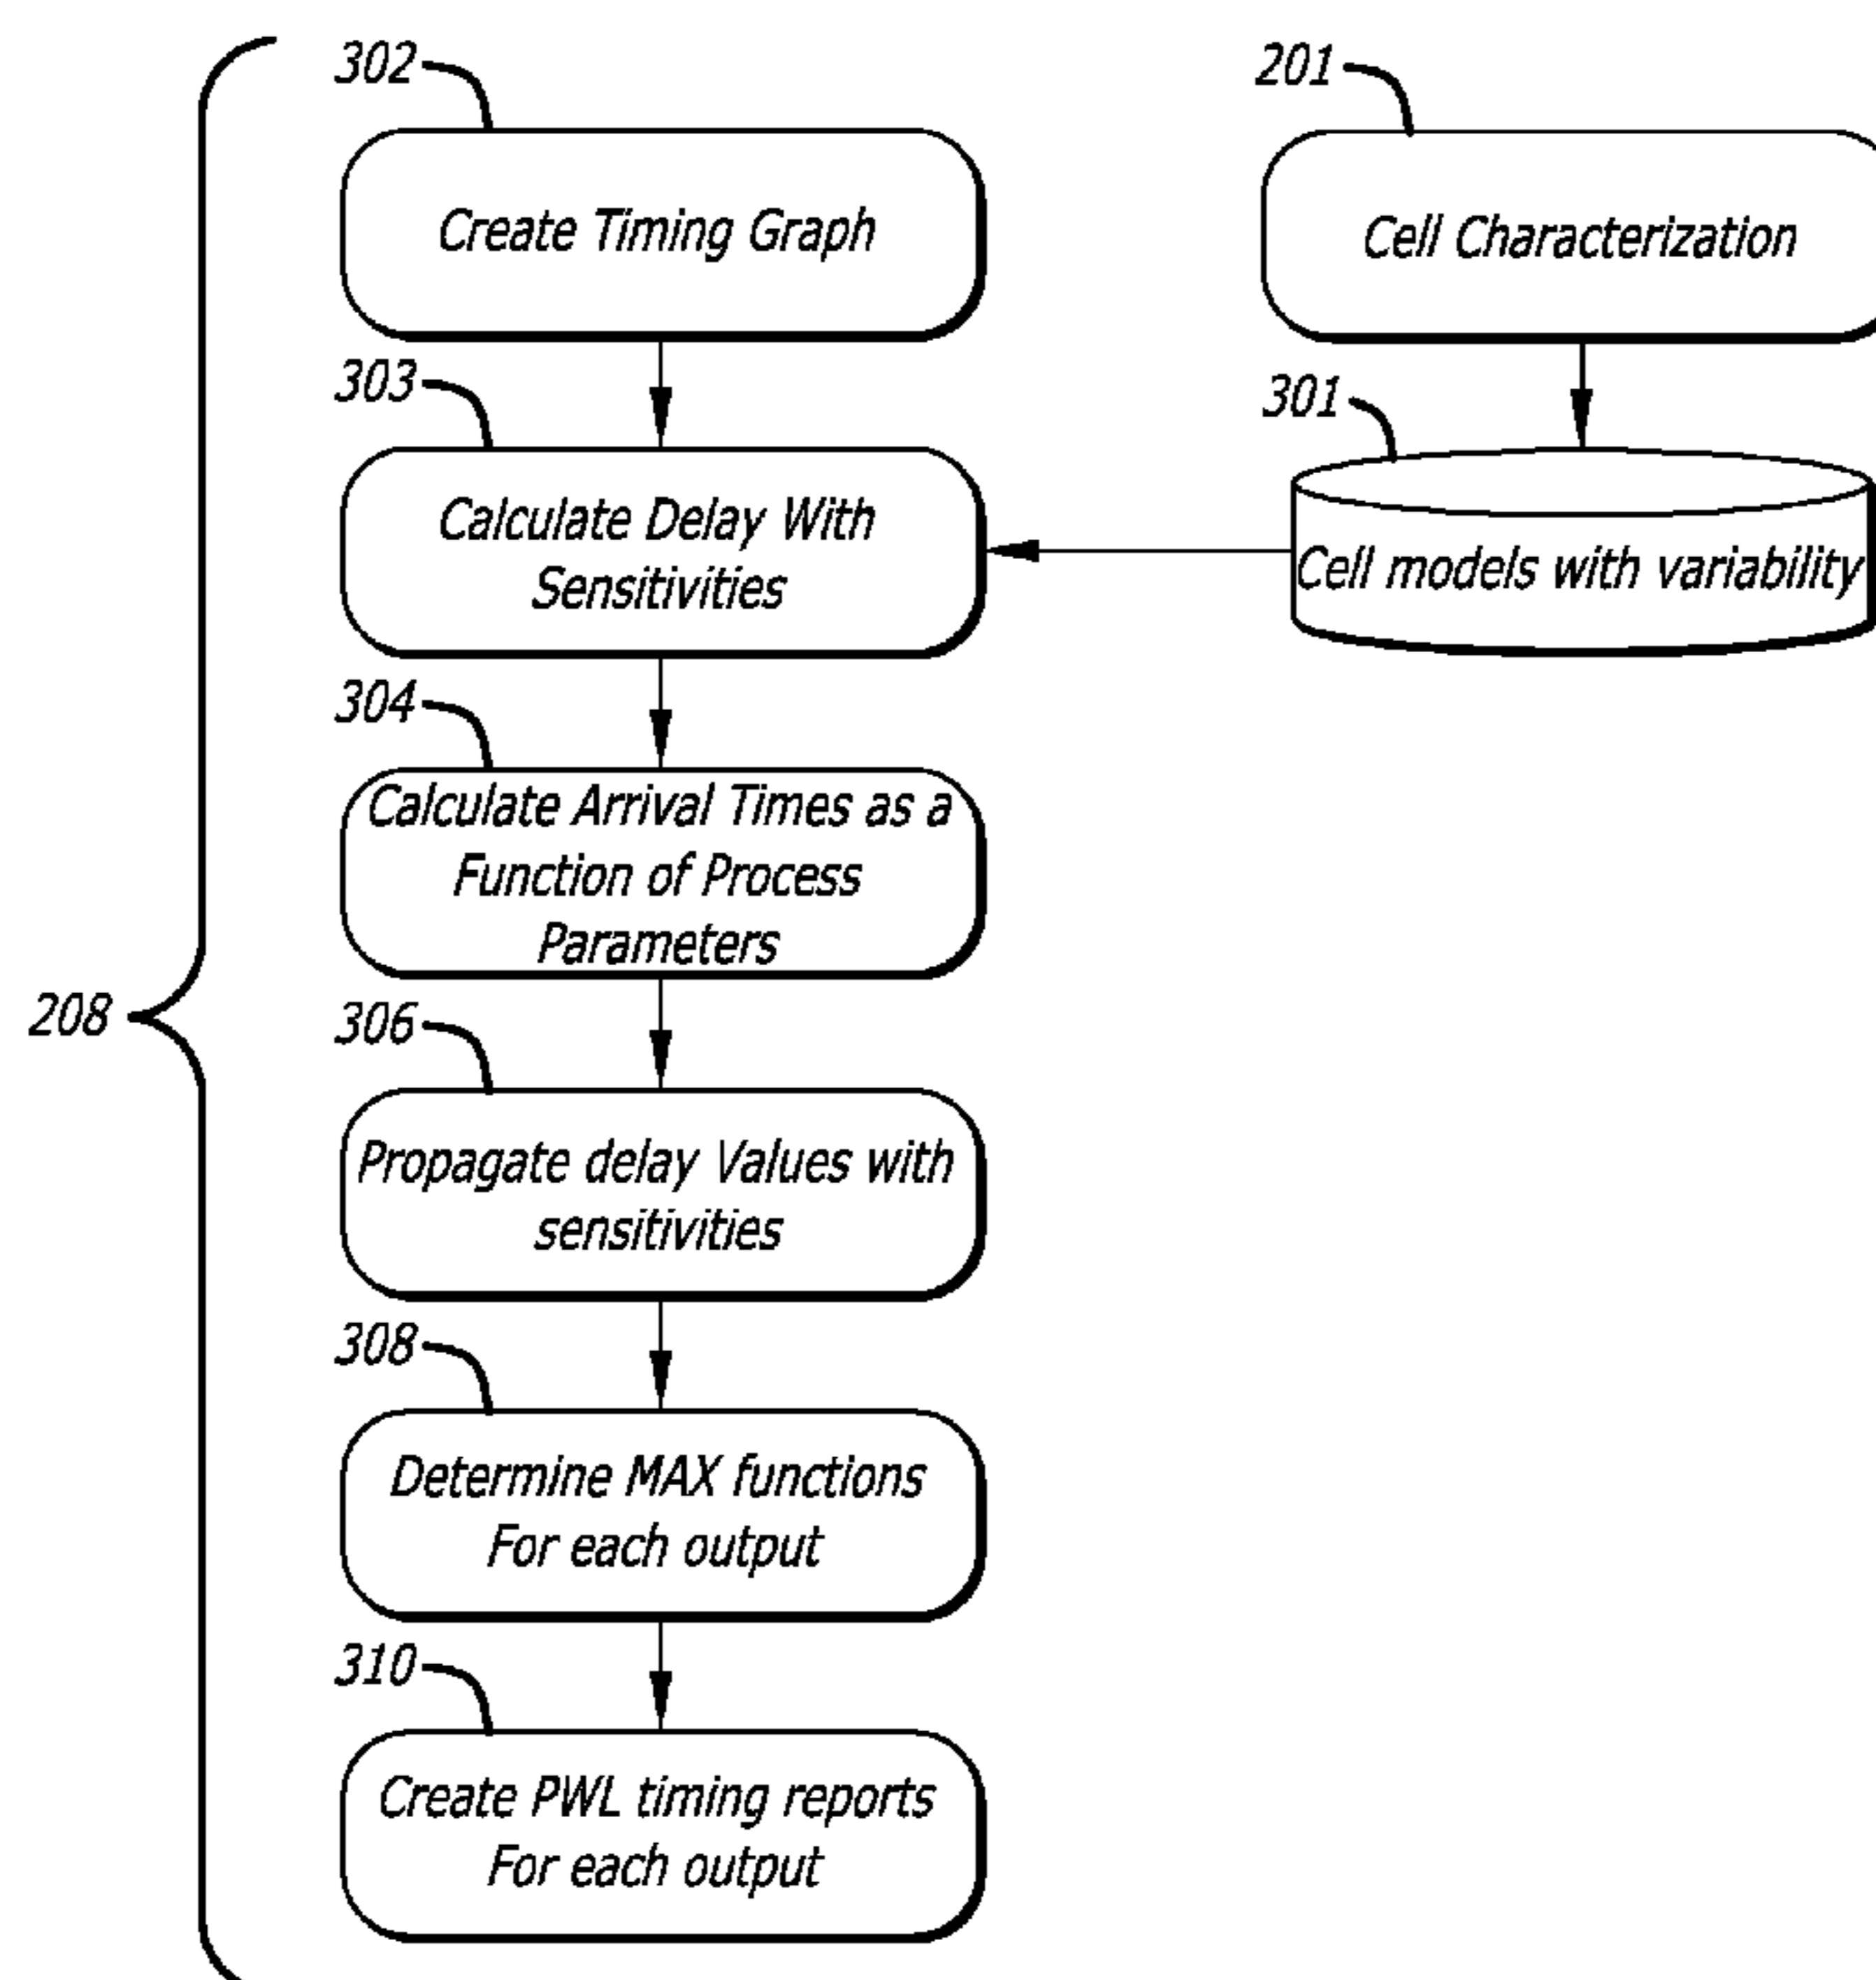 302
Create Timing Graph
201
Cell Characterization
303
Calculate Delay With
Sensitivities
301
Cell models with variability
304
Calculate Arrival Times as a
Function of Process
Parameters
208
306
Propagate delay Values with
sensitivities
308
Determine MAX functions
For each output
310
Create PWL timing reports
For each output